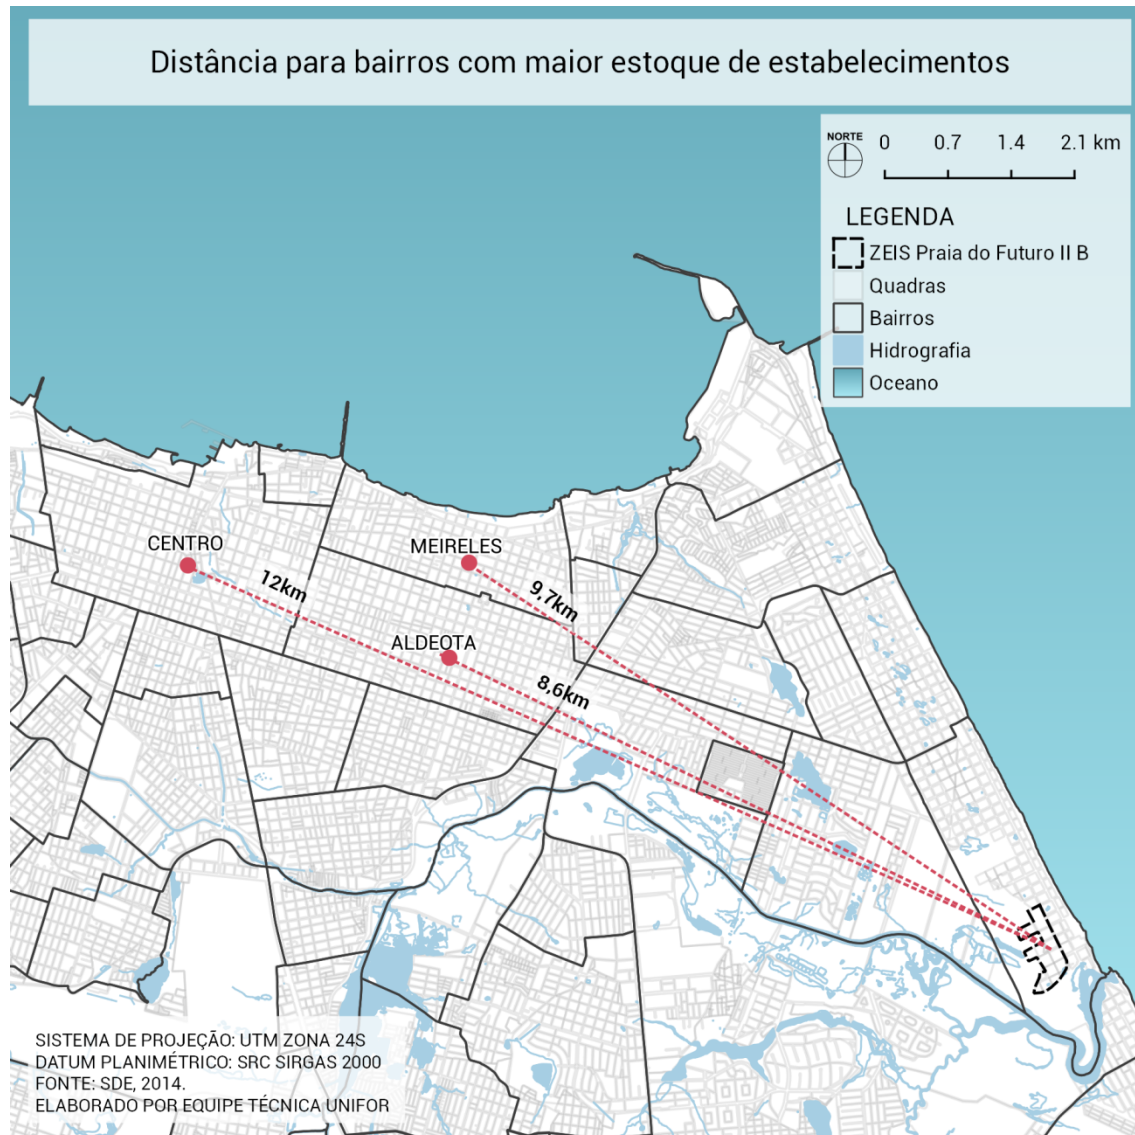 Distância para bairros com maior estoque de estabelecimentos
NORTE
0 0.7 1.4 2.1 km
LEGENDA
ZEIS Praia do Futuro II B
Quadras
Bairros
Hidrografia
Oceano
CENTRO
MEIRELES
12km
9,7km
ALDEOTA
8,6km
SISTEMA DE PROJEÇÃO: UTM ZONA 24S
DATUM PLANIMÉTRICO: SRC SIRGAS 2000
FONTE: SDE, 2014.
ELABORADO POR EQUIPE TÉCNICA UNIFOR